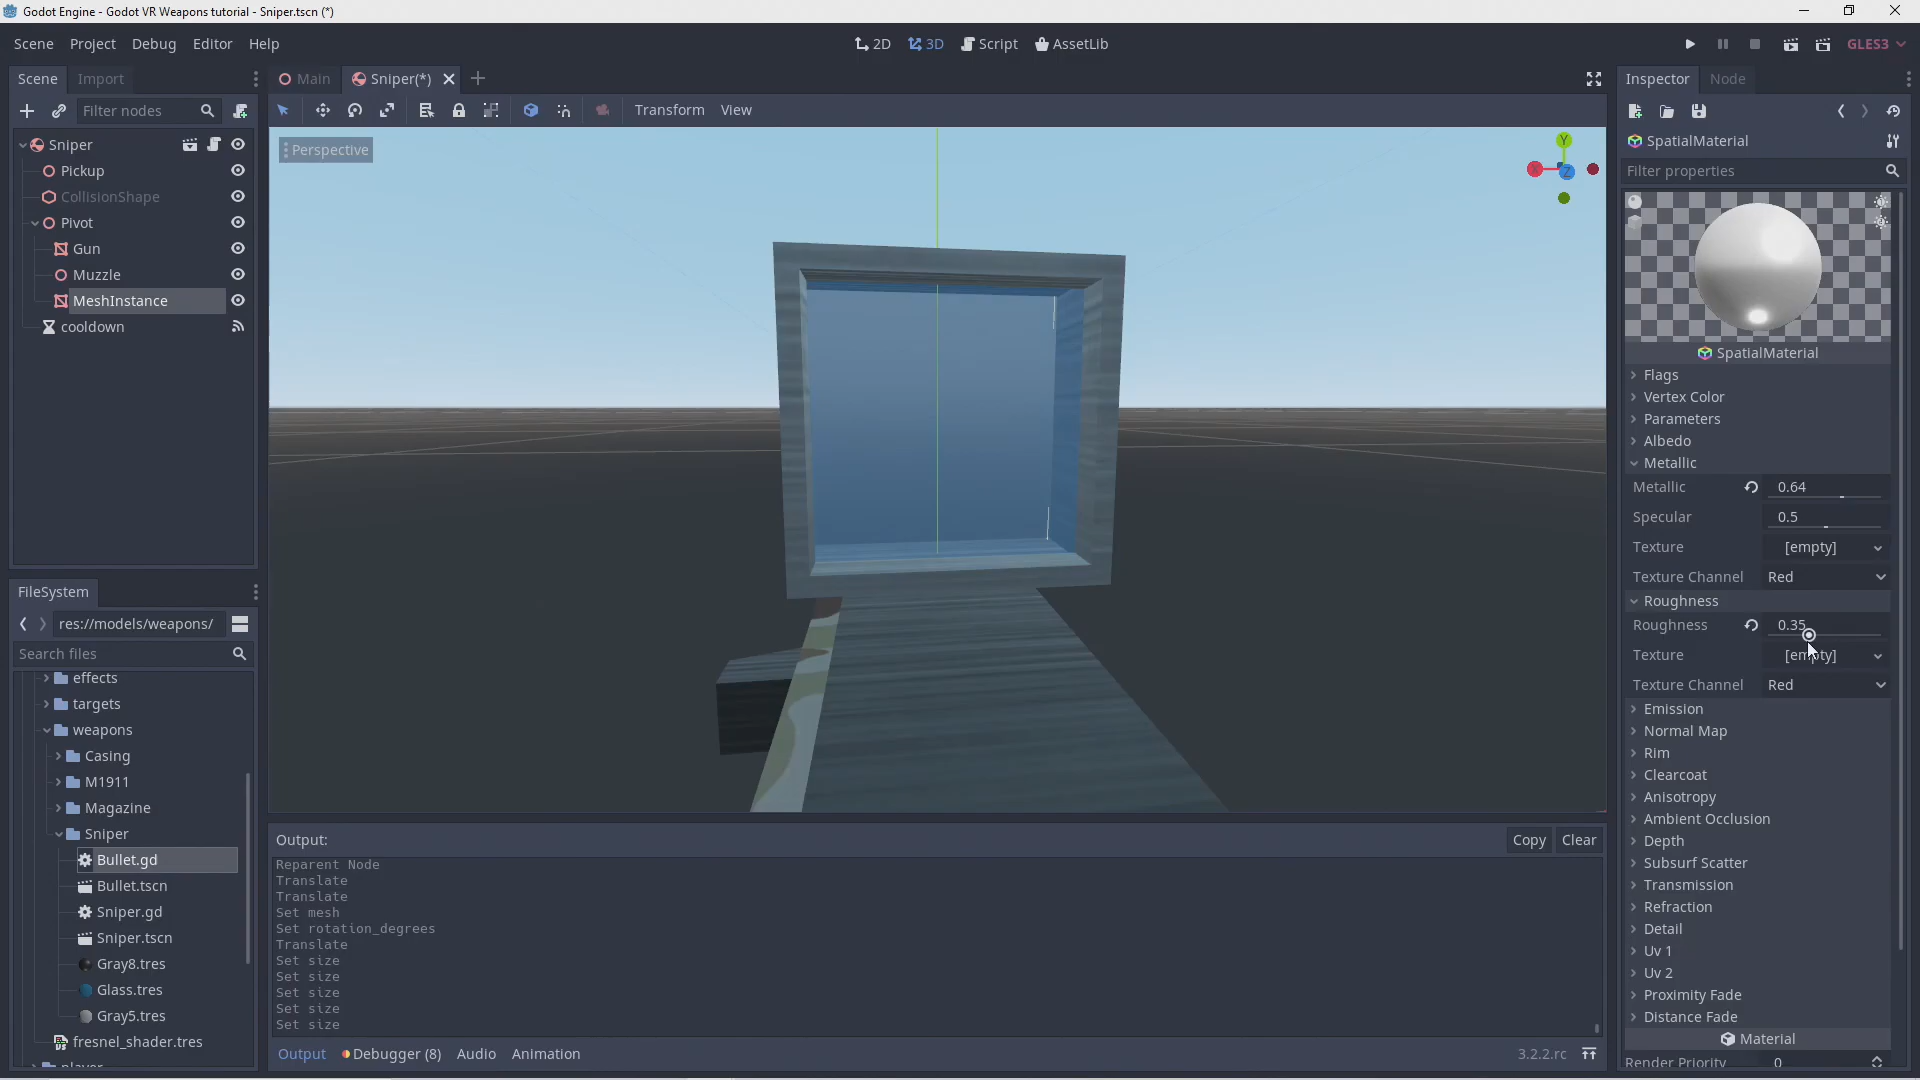 Godot Engine - Godot VR Weapons tutorial - Sniper.tscn (*)
Scene Project Debug Editor Help
2D 3D Script AssetLib
GLES3
Scene Import
Main Sniper(*)
Inspector Node
Filter nodes
Transform View
SpatialMaterial
Filter properties
Perspective
Y
X
Z
Sniper
Pickup
CollisionShape
Pivot
Gun
Muzzle
MeshInstance
cooldown
SpatialMaterial
Flags
Vertex Color
Parameters
Albedo
Metallic
Metallic 0.64
Specular 0.5
Texture [empty]
Texture Channel Red
Roughness
Roughness 0.35
Texture [empty]
Texture Channel Red
Emission
Normal Map
Rim
Clearcoat
Anisotropy
Ambient Occlusion
Depth
Subsurf Scatter
Transmission
Refraction
Detail
Uv 1
Uv 2
Proximity Fade
Distance Fade
Material
Render Priority 0
FileSystem
res://models/weapons/
Search files
effects
targets
weapons
Casing
M1911
Magazine
Sniper
Bullet.gd
Bullet.tscn
Sniper.gd
Sniper.tscn
Gray8.tres
Glass.tres
Gray5.tres
fresnel_shader.tres
player
Output:
Copy Clear
Reparent Node
Translate
Translate
Set mesh
Set rotation_degrees
Translate
Set size
Set size
Set size
Set size
Set size
Output Debugger (8) Audio Animation
3.2.2.rc